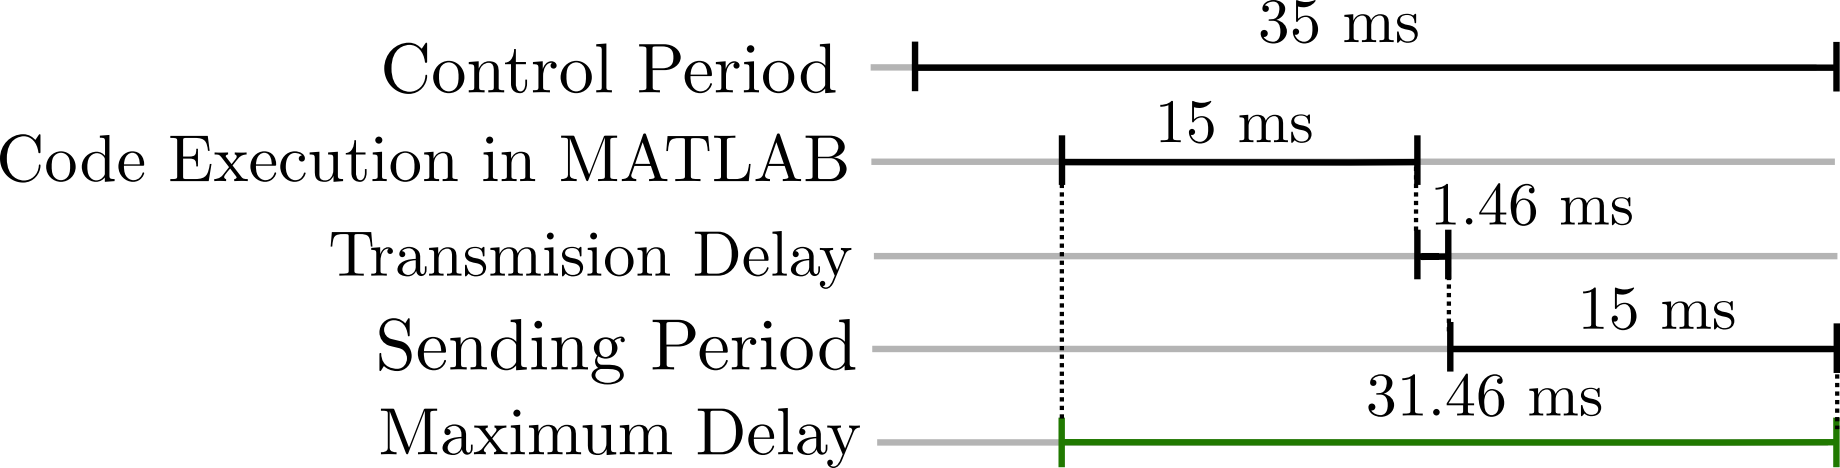 35 ms
Control Period
15 ms
Code Execution in MATLAB
1.46 ms
Transmision Delay
15 ms
Sending Period
31.46 ms
Maximum Delay